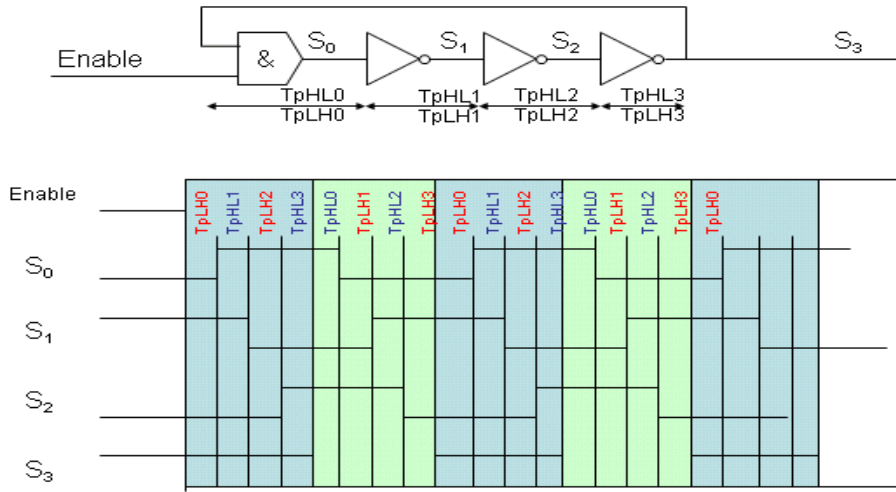 S₀ S₁ S₂ S₃
Enable
&
TpHL0 TpHL1 TpHL2 TpHL3
TpLH0 TpLH1 TpLH2 TpLH3
Enable
TpLH0 TpHL1 TpLH2 TpHL3 TpHL0 TpLH1 TpHL2 TpLH3 TpLH0 TpHL1 TpLH2 TpHL3 TpHL0 TpLH1 TpHL2 TpLH3 TpLH0
S₀
S₁
S₂
S₃